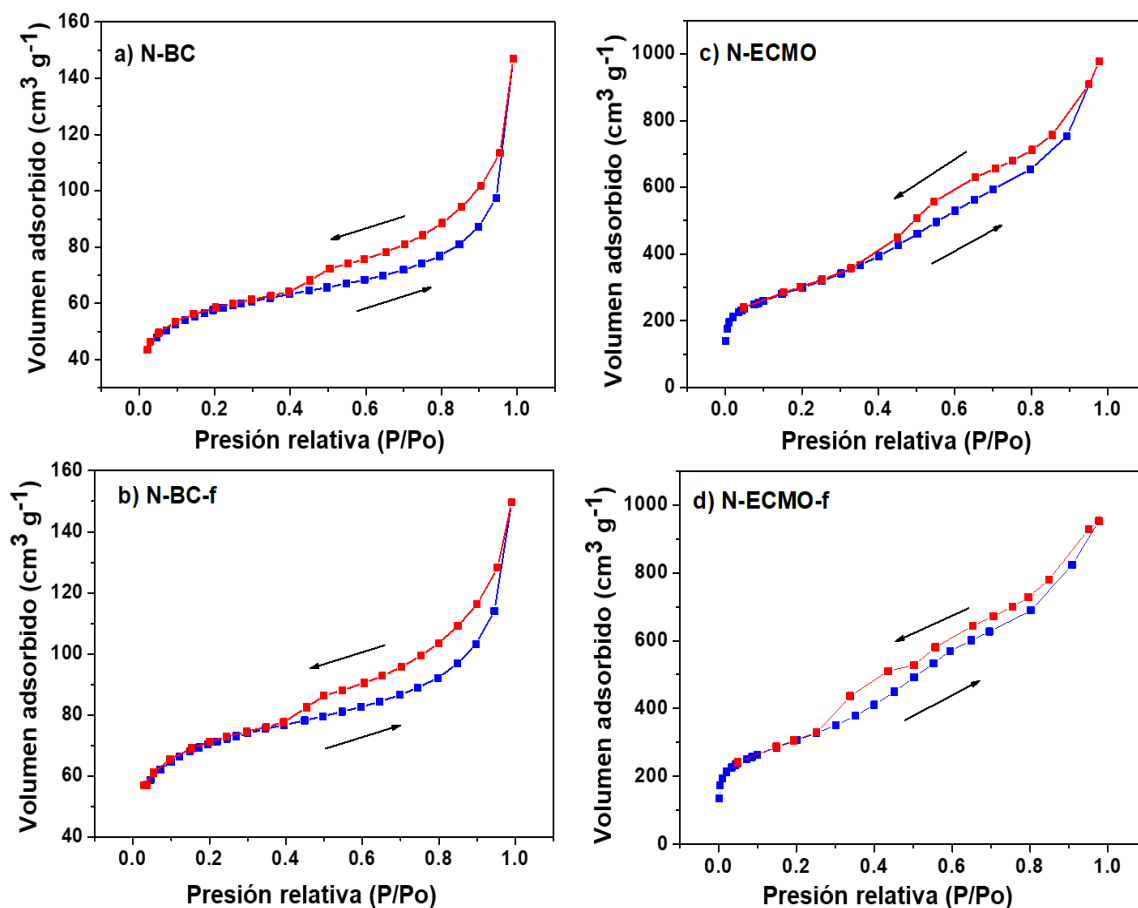 a) N-BC
Volumen adsorbido (cm³ g⁻¹)
160
140
120
100
80
60
40
0.0 0.2 0.4 0.6 0.8 1.0
Presión relativa (P/Po)
c) N-ECMO
Volumen adsorbido (cm³ g⁻¹)
1000
800
600
400
200
0
0.0 0.2 0.4 0.6 0.8 1.0
Presión relativa (P/Po)
b) N-BC-f
Volumen adsorbido (cm³ g⁻¹)
160
140
120
100
80
60
40
0.0 0.2 0.4 0.6 0.8 1.0
Presión relativa (P/Po)
d) N-ECMO-f
Volumen adsorbido (cm³ g⁻¹)
1000
800
600
400
200
0
0.0 0.2 0.4 0.6 0.8 1.0
Presión relativa (P/Po)